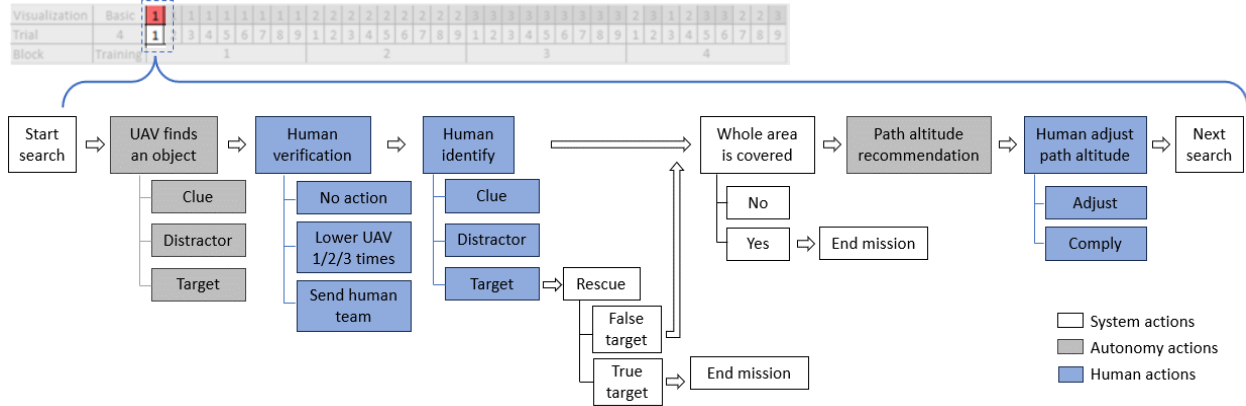 Visualization Basic 1 1 1 1 1 1 1 1 1 2 2 2 2 2 2 2 2 2 3 3 3 3 3 3 3 3 3 2 3 1 2 3 3 2 2 3
Trial 4 1 2 3 4 5 6 7 8 9 1 2 3 4 5 6 7 8 9 1 2 3 4 5 6 7 8 9 1 2 3 4 5 6 7 8 9
Block Training 1 2 3 4
Start
search
UAV finds
an object
Clue
Distractor
Target
Human
verification
No action
Lower UAV
1/2/3 times
Send human
team
Human
identify
Clue
Distractor
Target
Rescue
False
target
True
target
End mission
Whole area
is covered
No
Yes
End mission
Path altitude
recommendation
Human adjust
path altitude
Adjust
Comply
Next
search
System actions
Autonomy actions
Human actions